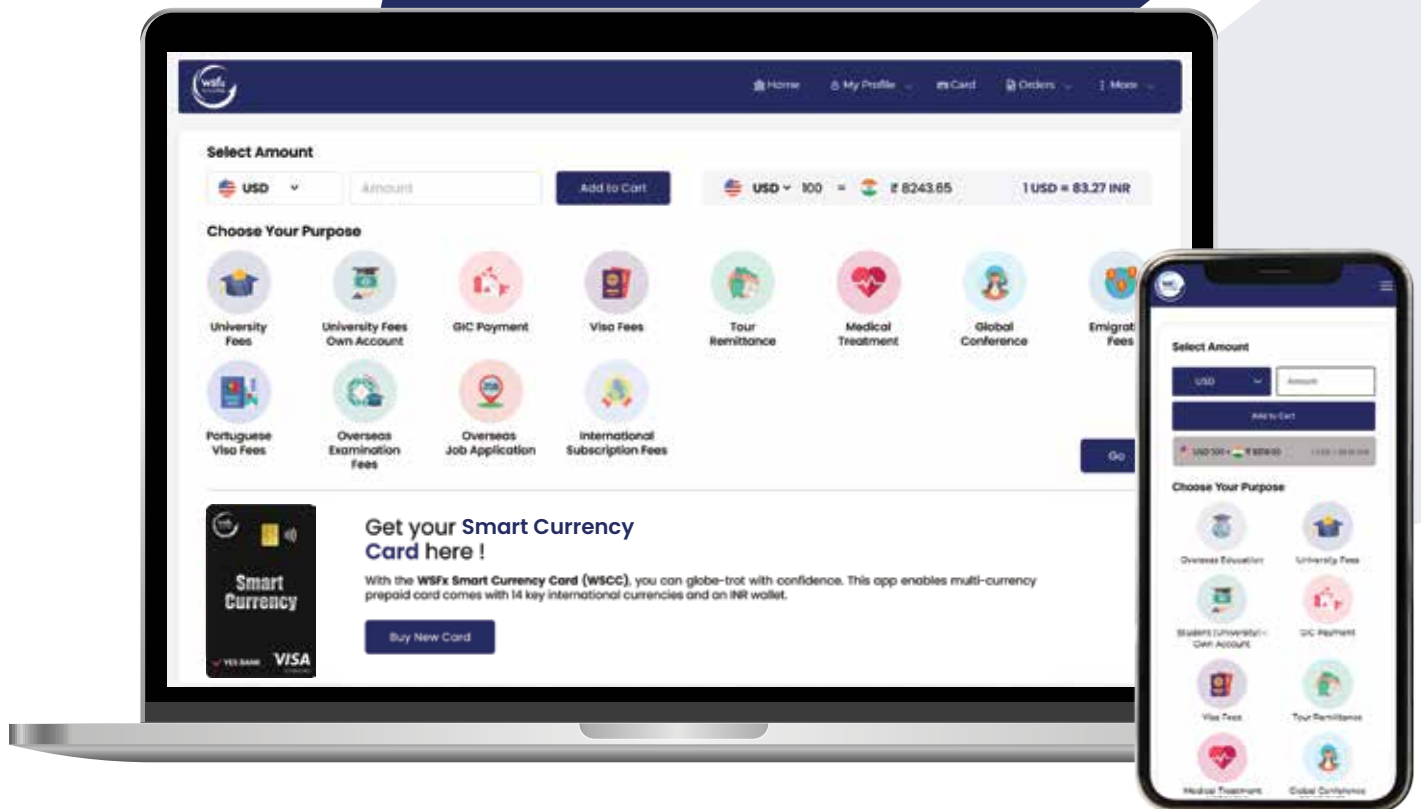 wsfx
Home My Profile Card Orders More
Select Amount
USD Amount Add to Cart USD 100 = ₹ 8243.65 1 USD = 83.27 INR
Choose Your Purpose
University Fees
University Fees Own Account
GIC Payment
Visa Fees
Tour Remittance
Medical Treatment
Global Conference
Emigrati
Fees
Portuguese Visa Fees
Overseas Examination Fees
JOB
Overseas Job Application
International Subscription Fees
Go
Smart
Currency
YES BANK VISA
Get your Smart Currency
Card here !
With the WSFx Smart Currency Card (WSCC), you can globe-trot with confidence. This app enables multi-currency
prepaid card comes with 14 key international currencies and an INR wallet.
Buy New Card
Select Amount
USD Amount
Add to Cart
USD 100 = ₹
Choose Your Purpose
Overseas Education
University Fees
Student (University) -
Own Account
GIC Payment
Visa Fees
Tour Remittance
Medical Treatment
Global Conference